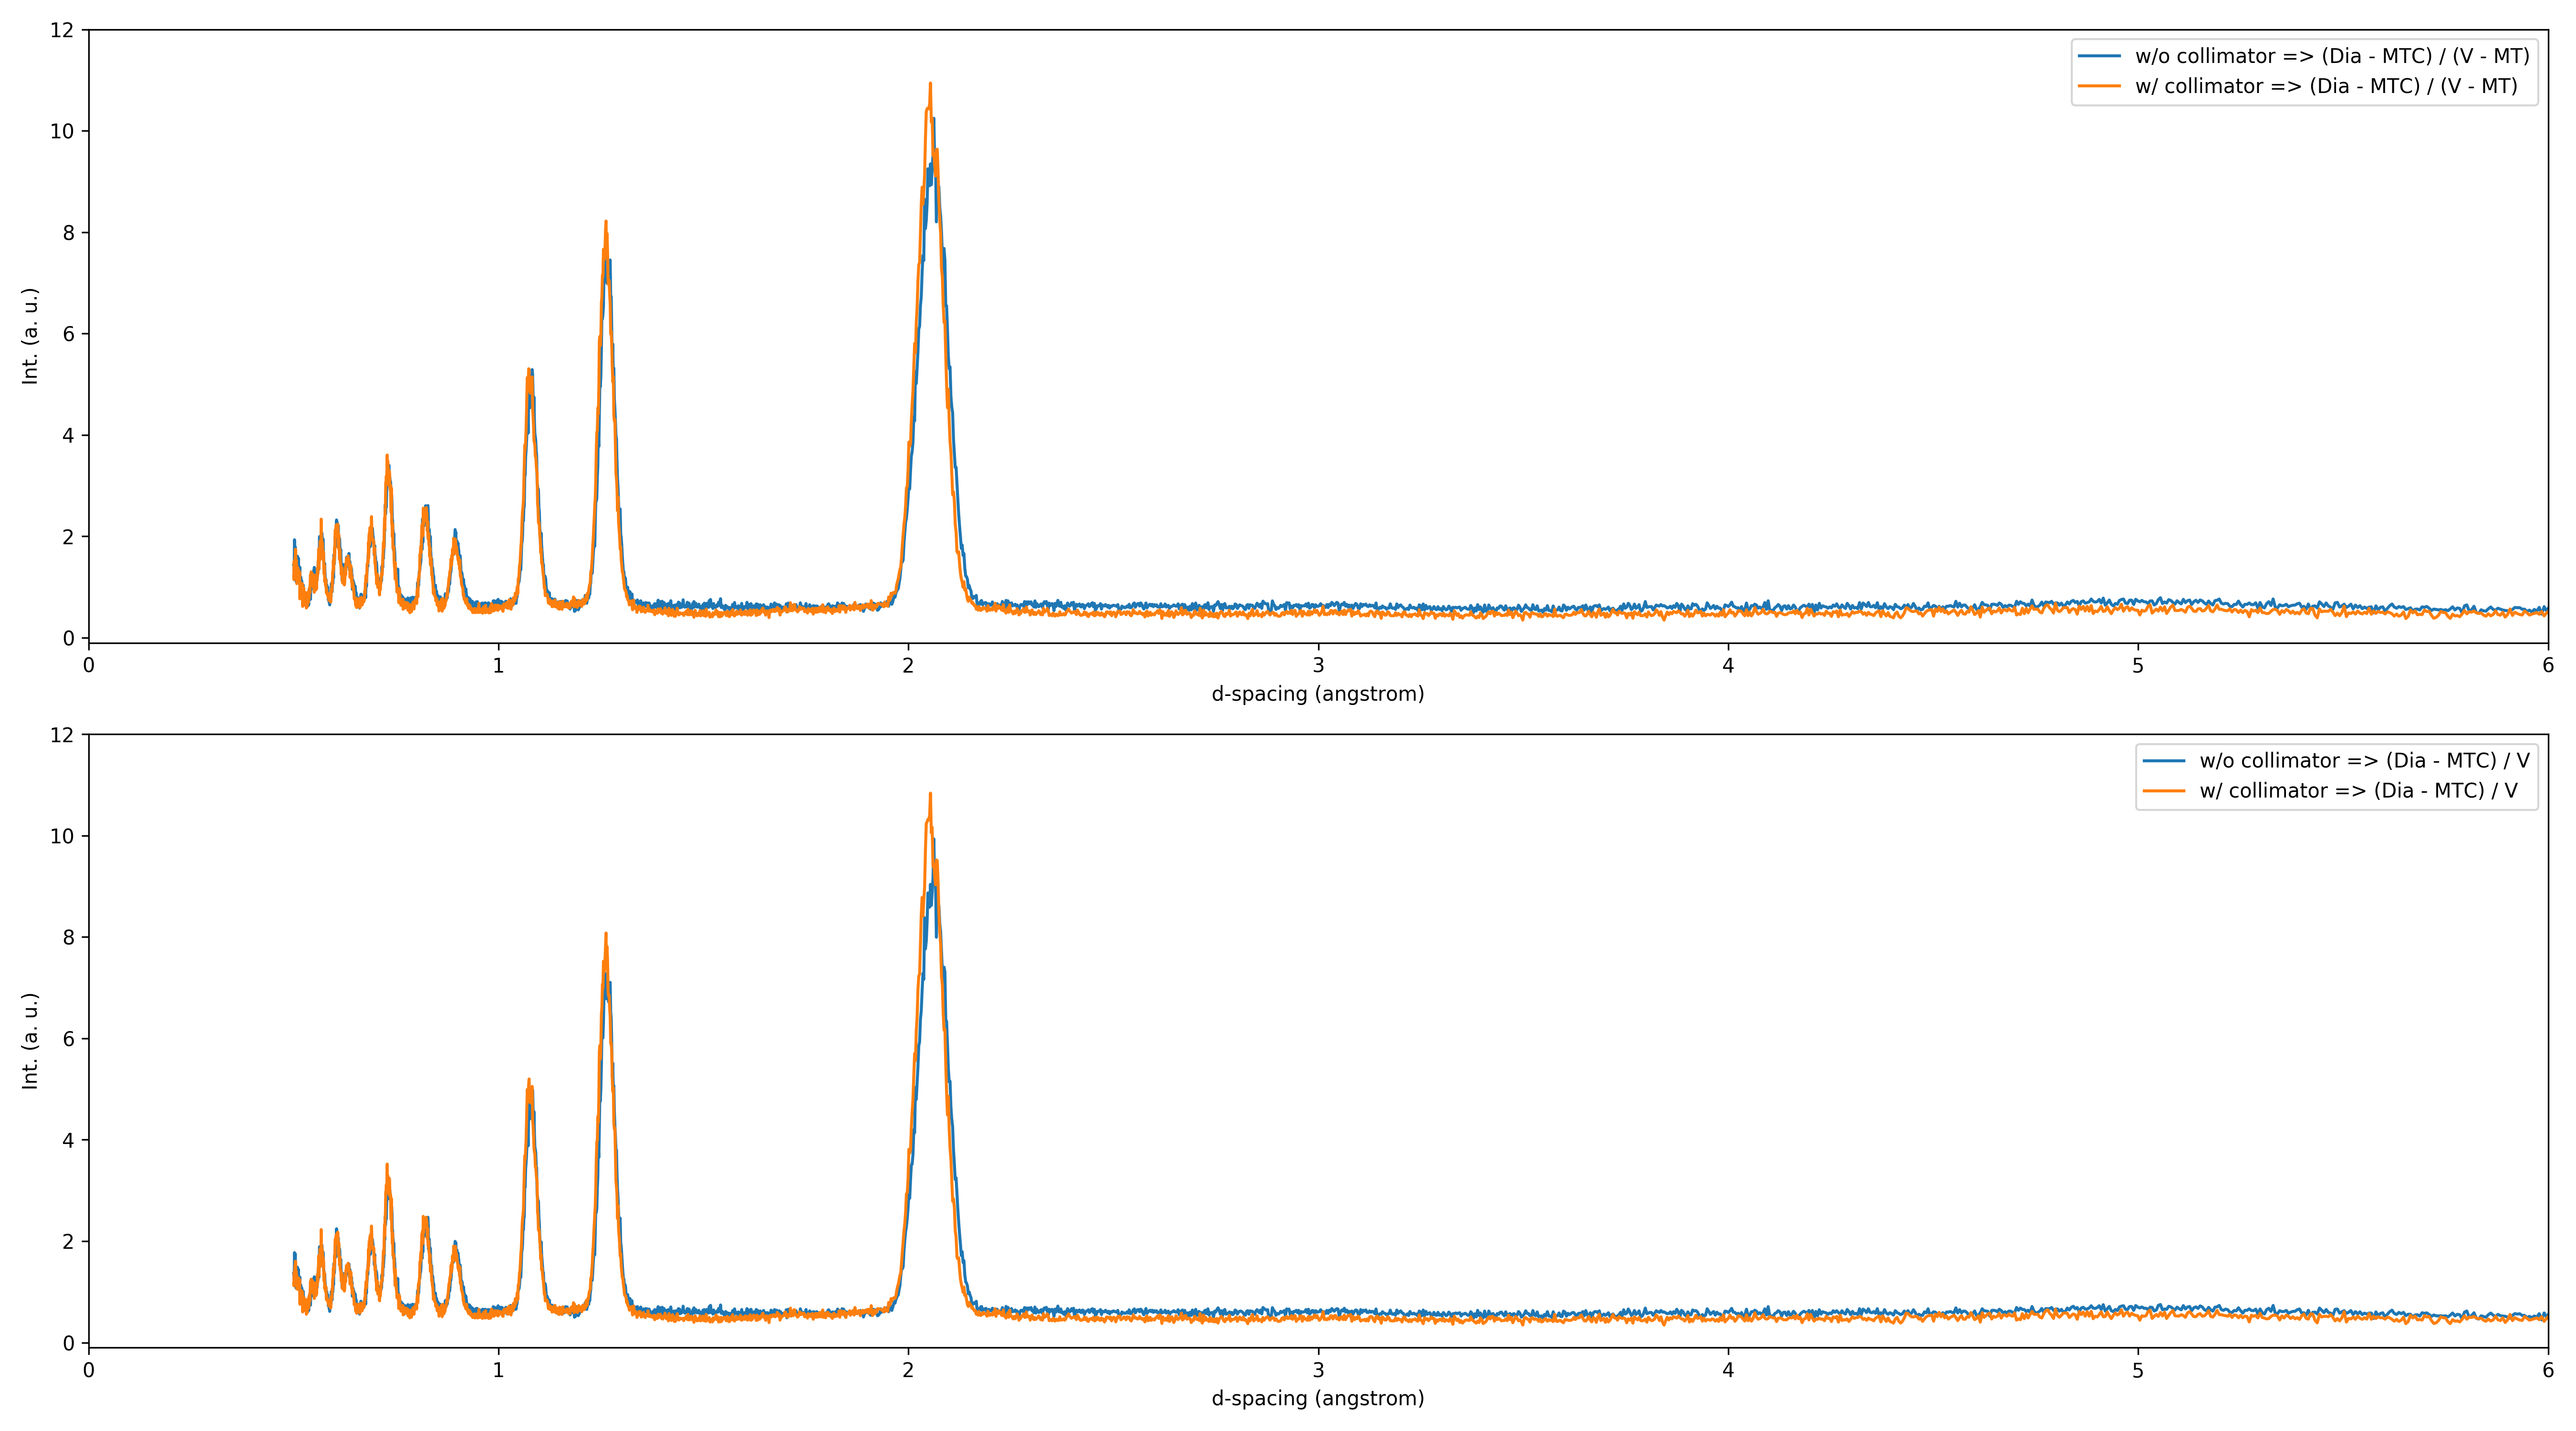 12
10
8
6
4
2
0
Int. (a. u.)
w/o collimator => (Dia - MTC) / (V - MT)
w/ collimator => (Dia - MTC) / (V - MT)
0 1 2 3 4 5 6
d-spacing (angstrom)
12
10
8
6
4
2
0
Int. (a. u.)
w/o collimator => (Dia - MTC) / V
w/ collimator => (Dia - MTC) / V
0 1 2 3 4 5 6
d-spacing (angstrom)